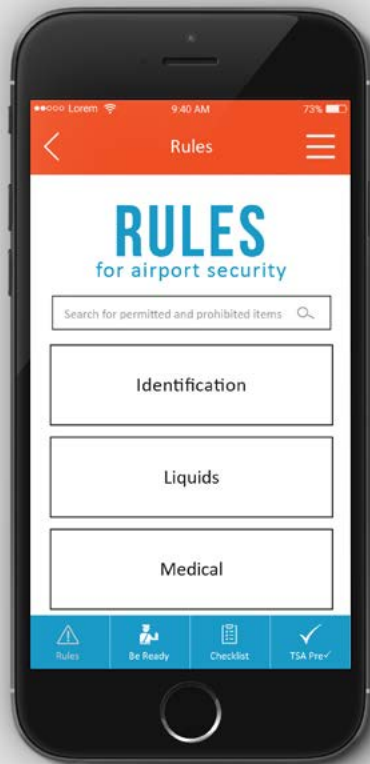 ●●○○○ Lorem 9:40 AM 73%
Rules
RULES
for airport security
Search for permitted and prohibited items
Identification
Liquids
Medical
Rules Be Ready Checklist TSA Pre✓